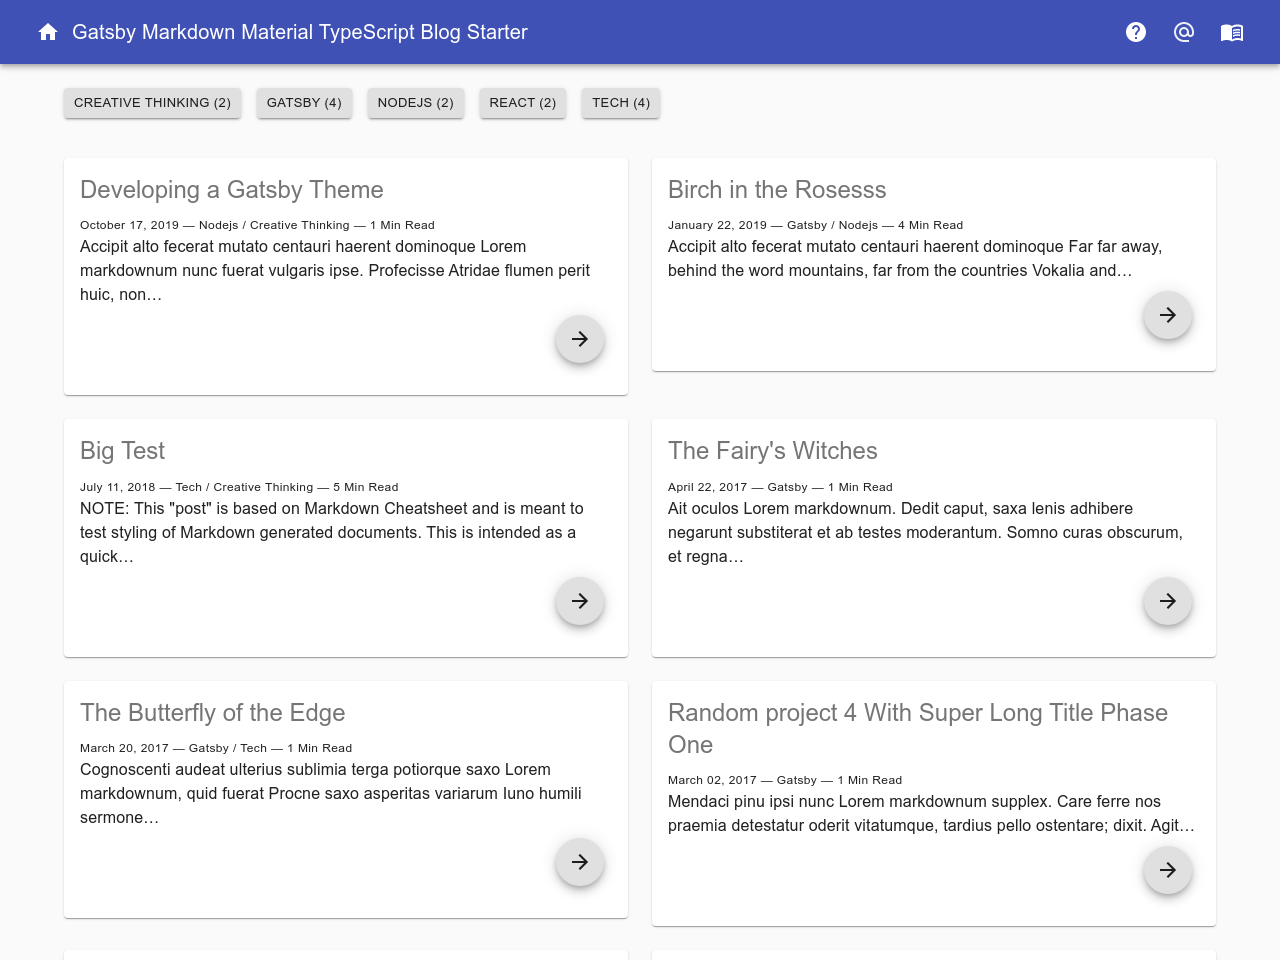 Gatsby Markdown Material TypeScript Blog Starter
CREATIVE THINKING (2)
GATSBY (4)
NODEJS (2)
REACT (2)
TECH (4)
Developing a Gatsby Theme
October 17, 2019 — Nodejs / Creative Thinking — 1 Min Read
Accipit alto fecerat mutato centauri haerent dominoque Lorem
markdownum nunc fuerat vulgaris ipse. Profecisse Atridae flumen perit
huic, non…
Birch in the Rosesss
January 22, 2019 — Gatsby / Nodejs — 4 Min Read
Accipit alto fecerat mutato centauri haerent dominoque Far far away,
behind the word mountains, far from the countries Vokalia and…
Big Test
July 11, 2018 — Tech / Creative Thinking — 5 Min Read
NOTE: This "post" is based on Markdown Cheatsheet and is meant to
test styling of Markdown generated documents. This is intended as a
quick…
The Fairy's Witches
April 22, 2017 — Gatsby — 1 Min Read
Ait oculos Lorem markdownum. Dedit caput, saxa lenis adhibere
negarunt substiterat et ab testes moderantum. Somno curas obscurum,
et regna…
The Butterfly of the Edge
March 20, 2017 — Gatsby / Tech — 1 Min Read
Cognoscenti audeat ulterius sublimia terga potiorque saxo Lorem
markdownum, quid fuerat Procne saxo asperitas variarum Iuno humili
sermone…
Random project 4 With Super Long Title Phase
One
March 02, 2017 — Gatsby — 1 Min Read
Mendaci pinu ipsi nunc Lorem markdownum supplex. Care ferre nos
praemia detestatur oderit vitatumque, tardius pello ostentare; dixit. Agit…